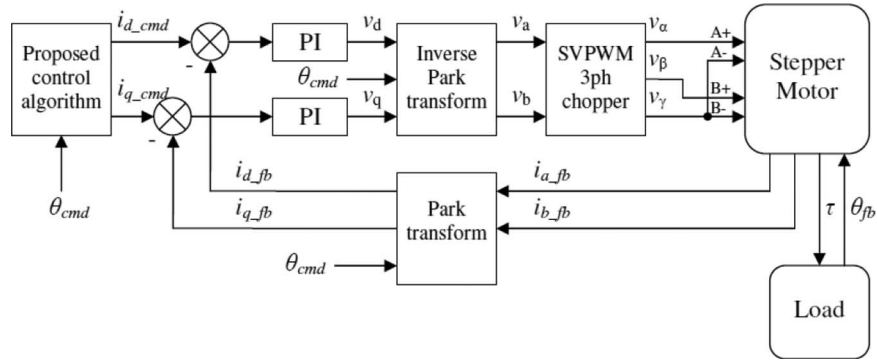 i_d_cmd
v_d
v_a
v_α
A+
Proposed
control
algorithm
-
PI
θ_cmd
Inverse
Park
transform
SVPWM
3ph
chopper
v_β
A-
Stepper
Motor
i_q_cmd
-
PI
v_q
v_b
v_γ
B+
B-
θ_cmd
i_d_fb
i_q_fb
Park
transform
i_a_fb
i_b_fb
θ_cmd
τ
θ_fb
Load